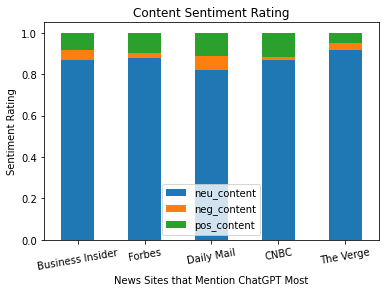 Content Sentiment Rating
Sentiment Rating
1.0
0.8
0.6
0.4
0.2
0.0
neu_content
neg_content
pos_content
Business Insider
Forbes
Daily Mail
CNBC
The Verge
News Sites that Mention ChatGPT Most